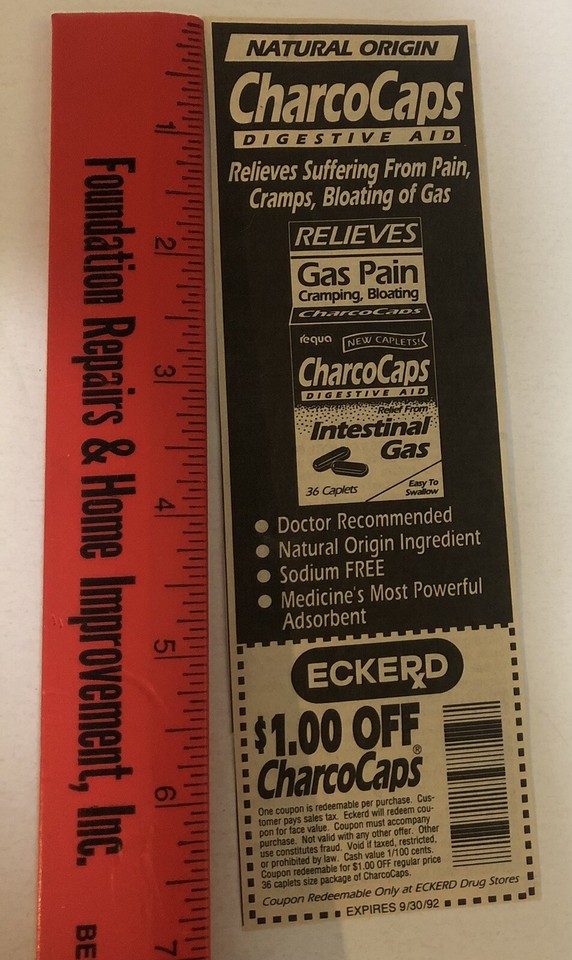 Foundation Repairs & Home Improvement, Inc.
BE
1
2
3
4
5
6
7
NATURAL ORIGIN
CharcoCaps
DIGESTIVE AID
Relieves Suffering From Pain,
Cramps, Bloating of Gas
RELIEVES
Gas Pain
Cramping, Bloating
CharcoCaps
requa
NEW CAPLETS!
CharcoCaps
DIGESTIVE AID
Relief From
Intestinal
Gas
36 Caplets
Easy To
Swallow
● Doctor Recommended
● Natural Origin Ingredient
● Sodium FREE
● Medicine's Most Powerful
Adsorbent
ECKERD
$1.00 OFF
CharcoCaps®
One coupon is redeemable per purchase. Cus-
tomer pays sales tax. Eckerd will redeem cou-
pon for face value. Coupon must accompany
purchase. Not valid with any other offer. Other
use constitutes fraud. Void if taxed, restricted,
or prohibited by law. Cash value 1/100 cents.
Coupon redeemable for $1.00 OFF regular price
36 caplets size package of CharcoCaps.
Coupon Redeemable Only at ECKERD Drug Stores
EXPIRES 9/30/92